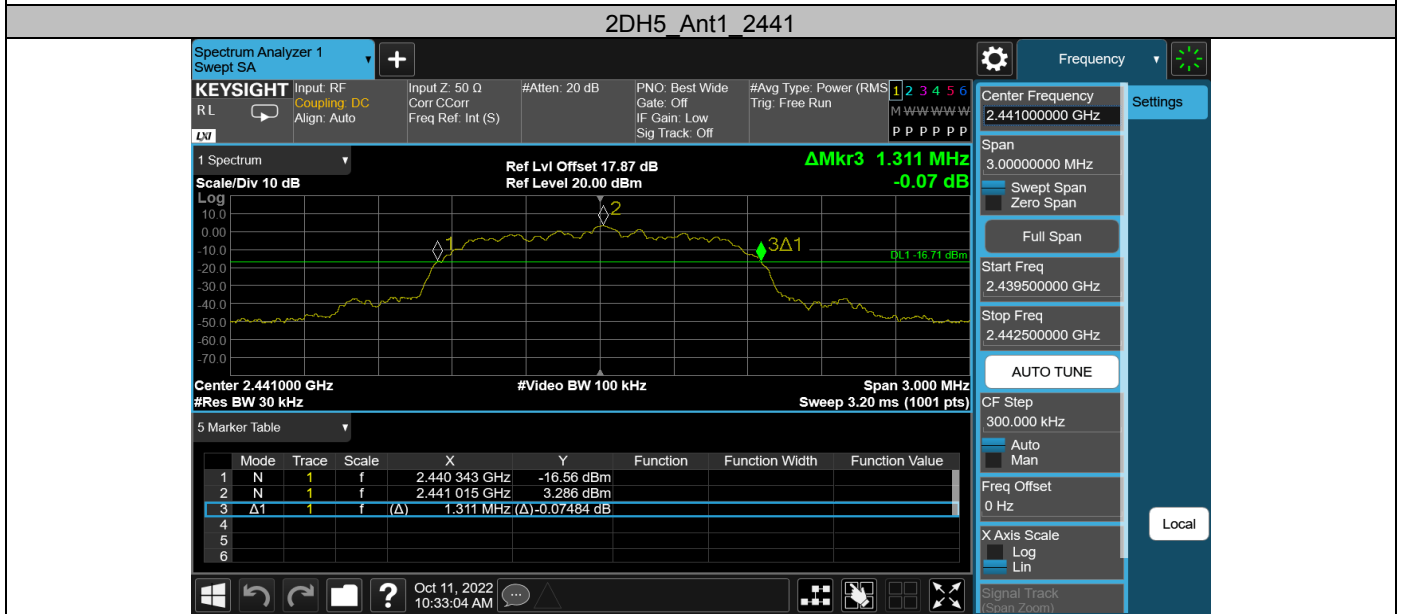 2DH5_Ant1_2441
Spectrum Analyzer 1
Swept SA
+
Frequency
KEYSIGHT
RL
LXI
Input: RF
Coupling: DC
Align: Auto
Input Z: 50 Ω
Corr CCorr
Freq Ref: Int (S)
#Atten: 20 dB
PNO: Best Wide
Gate: Off
IF Gain: Low
Sig Track: Off
#Avg Type: Power (RMS
Trig: Free Run
1 2 3 4 5 6
M W W W W W
P P P P P P
1 Spectrum
Scale/Div 10 dB
Ref Lvl Offset 17.87 dB
Ref Level 20.00 dBm
ΔMkr3 1.311 MHz
-0.07 dB
Log
10.0
0.00
-10.0
-20.0
-30.0
-40.0
-50.0
-60.0
-70.0
1
2
3Δ1
DL1 -16.71 dBm
Center 2.441000 GHz
#Video BW 100 kHz
Span 3.000 MHz
#Res BW 30 kHz
Sweep 3.20 ms (1001 pts)
5 Marker Table
Mode Trace Scale X Y Function Function Width Function Value
1 N 1 f 2.440 343 GHz -16.56 dBm
2 N 1 f 2.441 015 GHz 3.286 dBm
3 Δ1 1 f (Δ) 1.311 MHz (Δ) -0.07484 dB
4
5
6
Center Frequency
2.441000000 GHz
Settings
Span
3.00000000 MHz
Swept Span
Zero Span
Full Span
Start Freq
2.439500000 GHz
Stop Freq
2.442500000 GHz
AUTO TUNE
CF Step
300.000 kHz
Auto
Man
Freq Offset
0 Hz
X Axis Scale
Log
Lin
Signal Track
(Span Zoom)
Local
?
Oct 11, 2022
10:33:04 AM